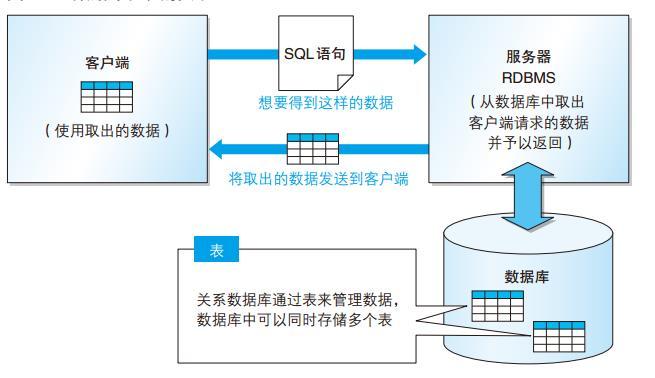 客户端
(使用取出的数据)
SQL 语句
想要得到这样的数据
将取出的数据发送到客户端
服务器
RDBMS
(从数据库中取出
客户端请求的数据
并予以返回)
表
关系数据库通过表来管理数据，
数据库中可以同时存储多个表
数据库